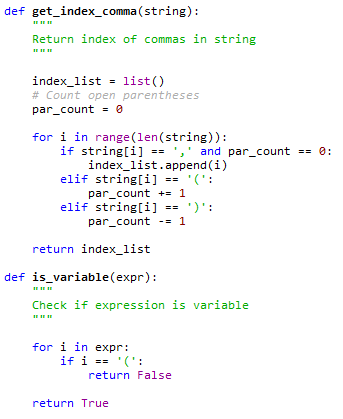 def get_index_comma(string):
    """
    Return index of commas in string
    """

    index_list = list()
    # Count open parentheses
    par_count = 0

    for i in range(len(string)):
        if string[i] == ',' and par_count == 0:
            index_list.append(i)
        elif string[i] == '(':
            par_count += 1
        elif string[i] == ')':
            par_count -= 1

    return index_list

def is_variable(expr):
    """
    Check if expression is variable
    """

    for i in expr:
        if i == '(':
            return False

    return True